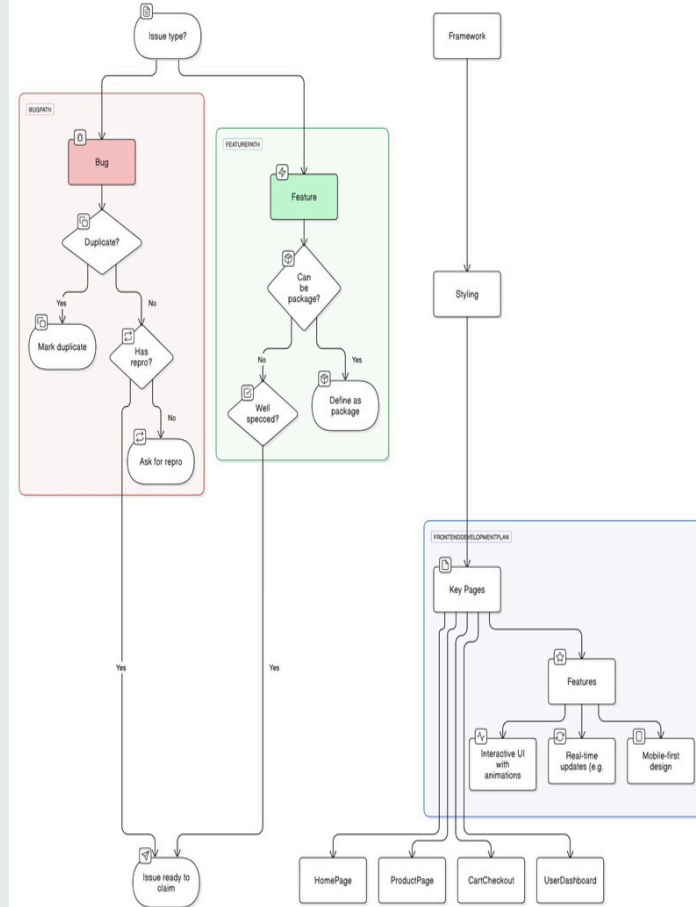 Issue type?
Framework
BUGPATH
Bug
FEATUREPATH
Feature
Duplicate?
Can
be
package?
Styling
Yes
No
Mark duplicate
Has
repro?
No
Yes
Well
specced?
Define as
package
No
Ask for repro
FRONTENDDEVELOPMENTPLAN
Key Pages
Yes
Yes
Features
Interactive UI
with
animations
Real-time
updates (e.g.
Mobile-first
design
Issue ready to
claim
HomePage
ProductPage
CartCheckout
UserDashboard